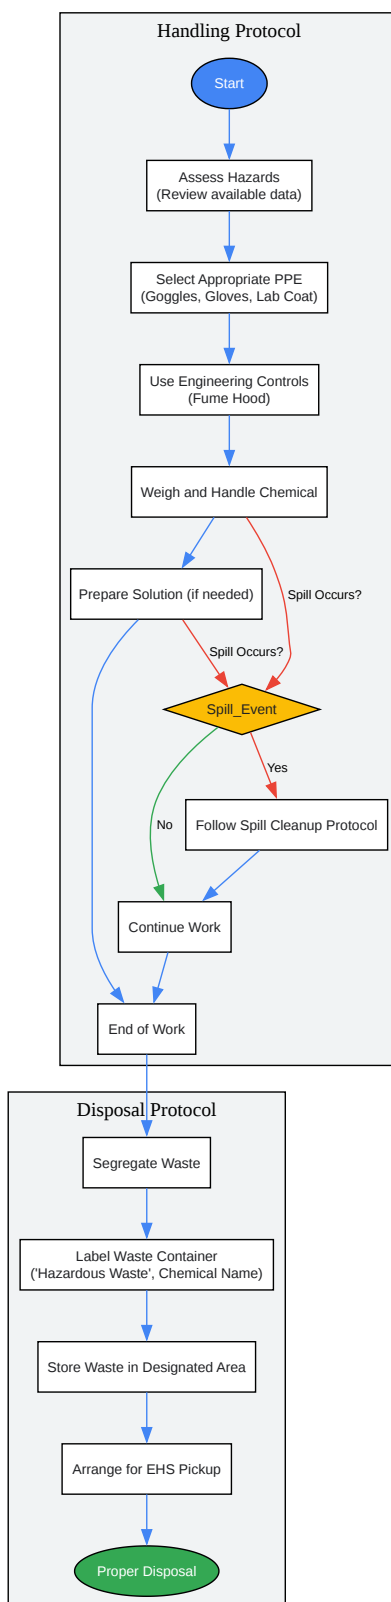 Handling Protocol
Start
Assess Hazards
(Review available data)
Select Appropriate PPE
(Goggles, Gloves, Lab Coat)
Use Engineering Controls
(Fume Hood)
Weigh and Handle Chemical
Prepare Solution (if needed)
Spill Occurs?
Spill Occurs?
Spill_Event
Yes
Follow Spill Cleanup Protocol
No
Continue Work
End of Work
Disposal Protocol
Segregate Waste
Label Waste Container
('Hazardous Waste', Chemical Name)
Store Waste in Designated Area
Arrange for EHS Pickup
Proper Disposal